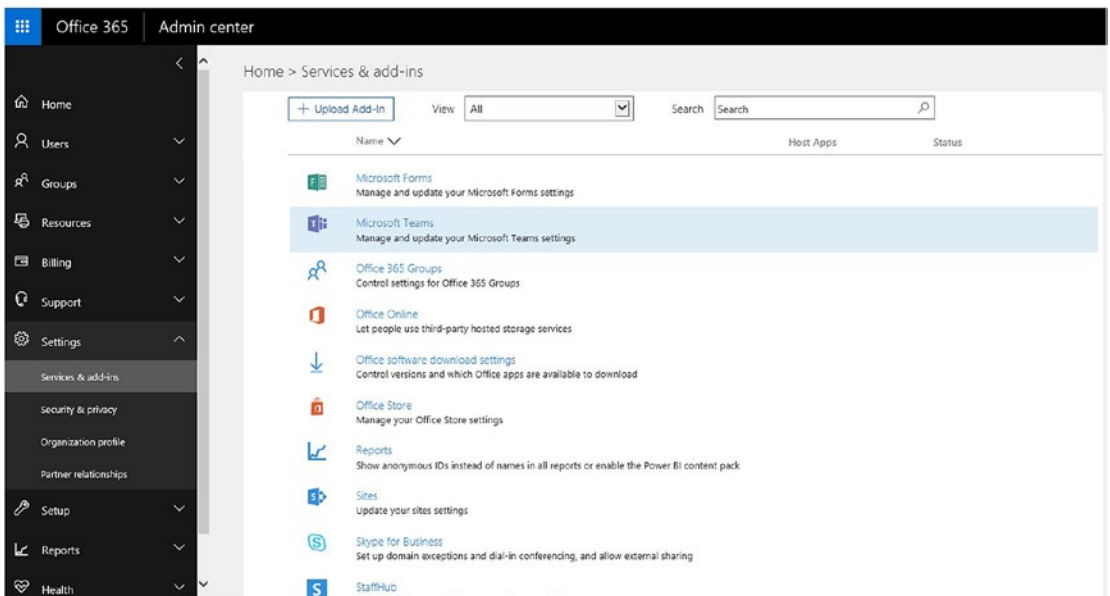 Office 365 Admin center
Home > Services & add-ins
Home
Users
Groups
Resources
Billing
Support
Settings
Services & add-ins
Security & privacy
Organization profile
Partner relationships
Setup
Reports
Health
+ Upload Add-In View All Search Search
Name Host Apps Status
Microsoft Forms
Manage and update your Microsoft Forms settings
Microsoft Teams
Manage and update your Microsoft Teams settings
Office 365 Groups
Control settings for Office 365 Groups
Office Online
Let people use third-party hosted storage services
Office software download settings
Control versions and which Office apps are available to download
Office Store
Manage your Office Store settings
Reports
Show anonymous IDs instead of names in all reports or enable the Power BI content pack
Sites
Update your sites settings
Skype for Business
Set up domain exceptions and dial-in conferencing, and allow external sharing
StaffHub